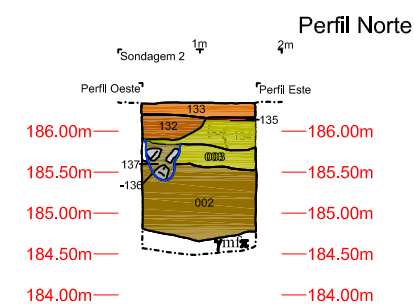 Perfil Norte
Sondagem 2 1m 2m
Perfil Oeste Perfil Este
133
135
186.00m 132 134 186.00m
003
137
185.50m 185.50m
136
002
185.00m 185.00m
184.50m 184.50m
184.00m 184.00m